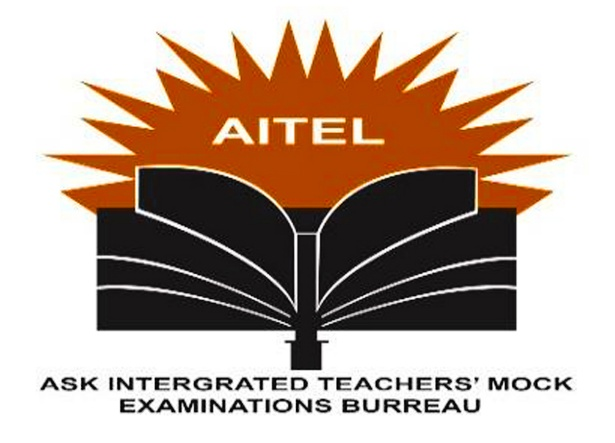 AITEL
ASK INTERGRATED TEACHERS' MOCK
EXAMINATIONS BURREAU